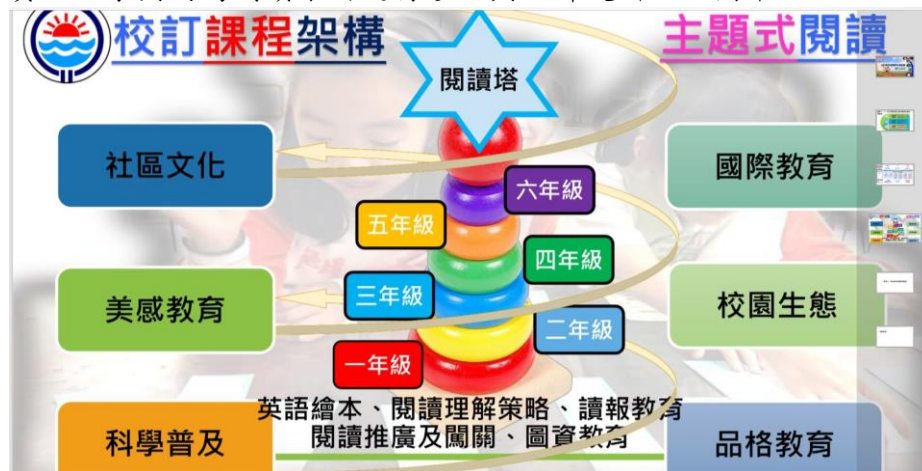 校訂課程架構
主題式閱讀
閱讀塔
社區文化
國際教育
六年級
五年級
四年級
美感教育
三年級
校園生態
二年級
一年級
英語繪本、閱讀理解策略、讀報教育
閱讀推廣及闖關、圖資教育
科學普及
品格教育